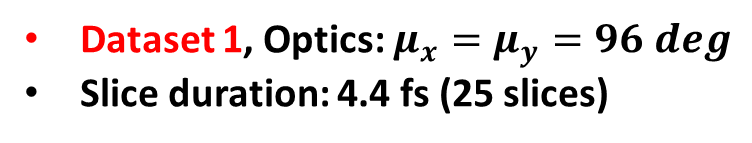 • Dataset 1, Optics: μx = μy = 96 deg
• Slice duration: 4.4 fs (25 slices)